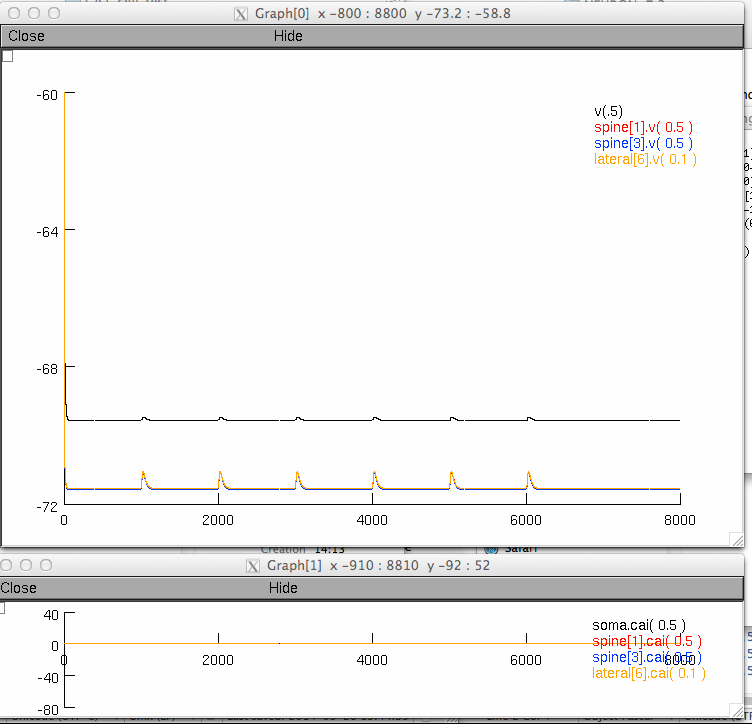 Graph[0] x -800 : 8800 y -73.2 : -58.8
Close Hide
-60
v(.5)
spine[1].v( 0.5 )
spine[3].v( 0.5 )
lateral[6].v( 0.1 )
-64
-68
-72
0 2000 4000 6000 8000
Creation 14:13 Safari
Graph[1] x -910 : 8810 y -92 : 52
Close Hide
40
soma.cai( 0.5 )
0
spine[1].cai( 0.5 )
0 2000 4000 6000 8000
spine[3].cai( 0.5 )
-40
lateral[6].cai( 0.1 )
-80